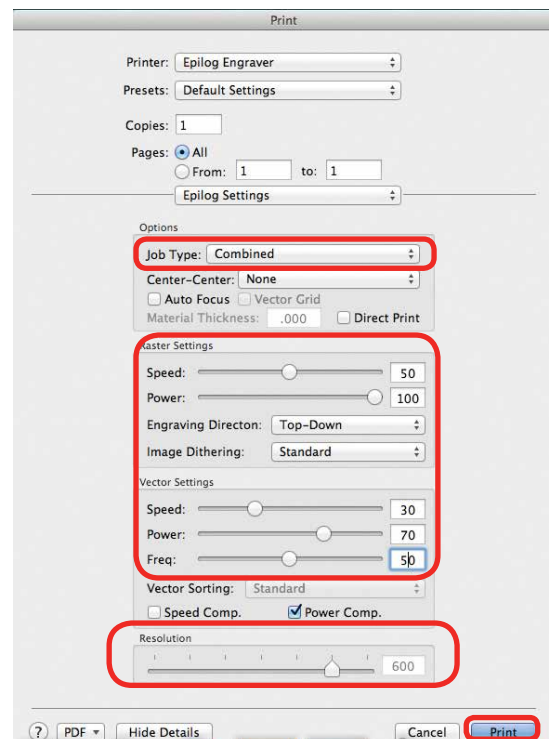 Print
Printer: Epilog Engraver
Presets: Default Settings
Copies: 1
Pages: All
From: 1 to: 1
Epilog Settings
Options
Job Type: Combined
Center-Center: None
Auto Focus Vector Grid
Material Thickness: .000 Direct Print
Raster Settings
Speed: 50
Power: 100
Engraving Directon: Top-Down
Image Dithering: Standard
Vector Settings
Speed: 30
Power: 70
Freq: 50
Vector Sorting: Standard
Speed Comp. Power Comp.
Resolution
600
? PDF Hide Details Cancel Print